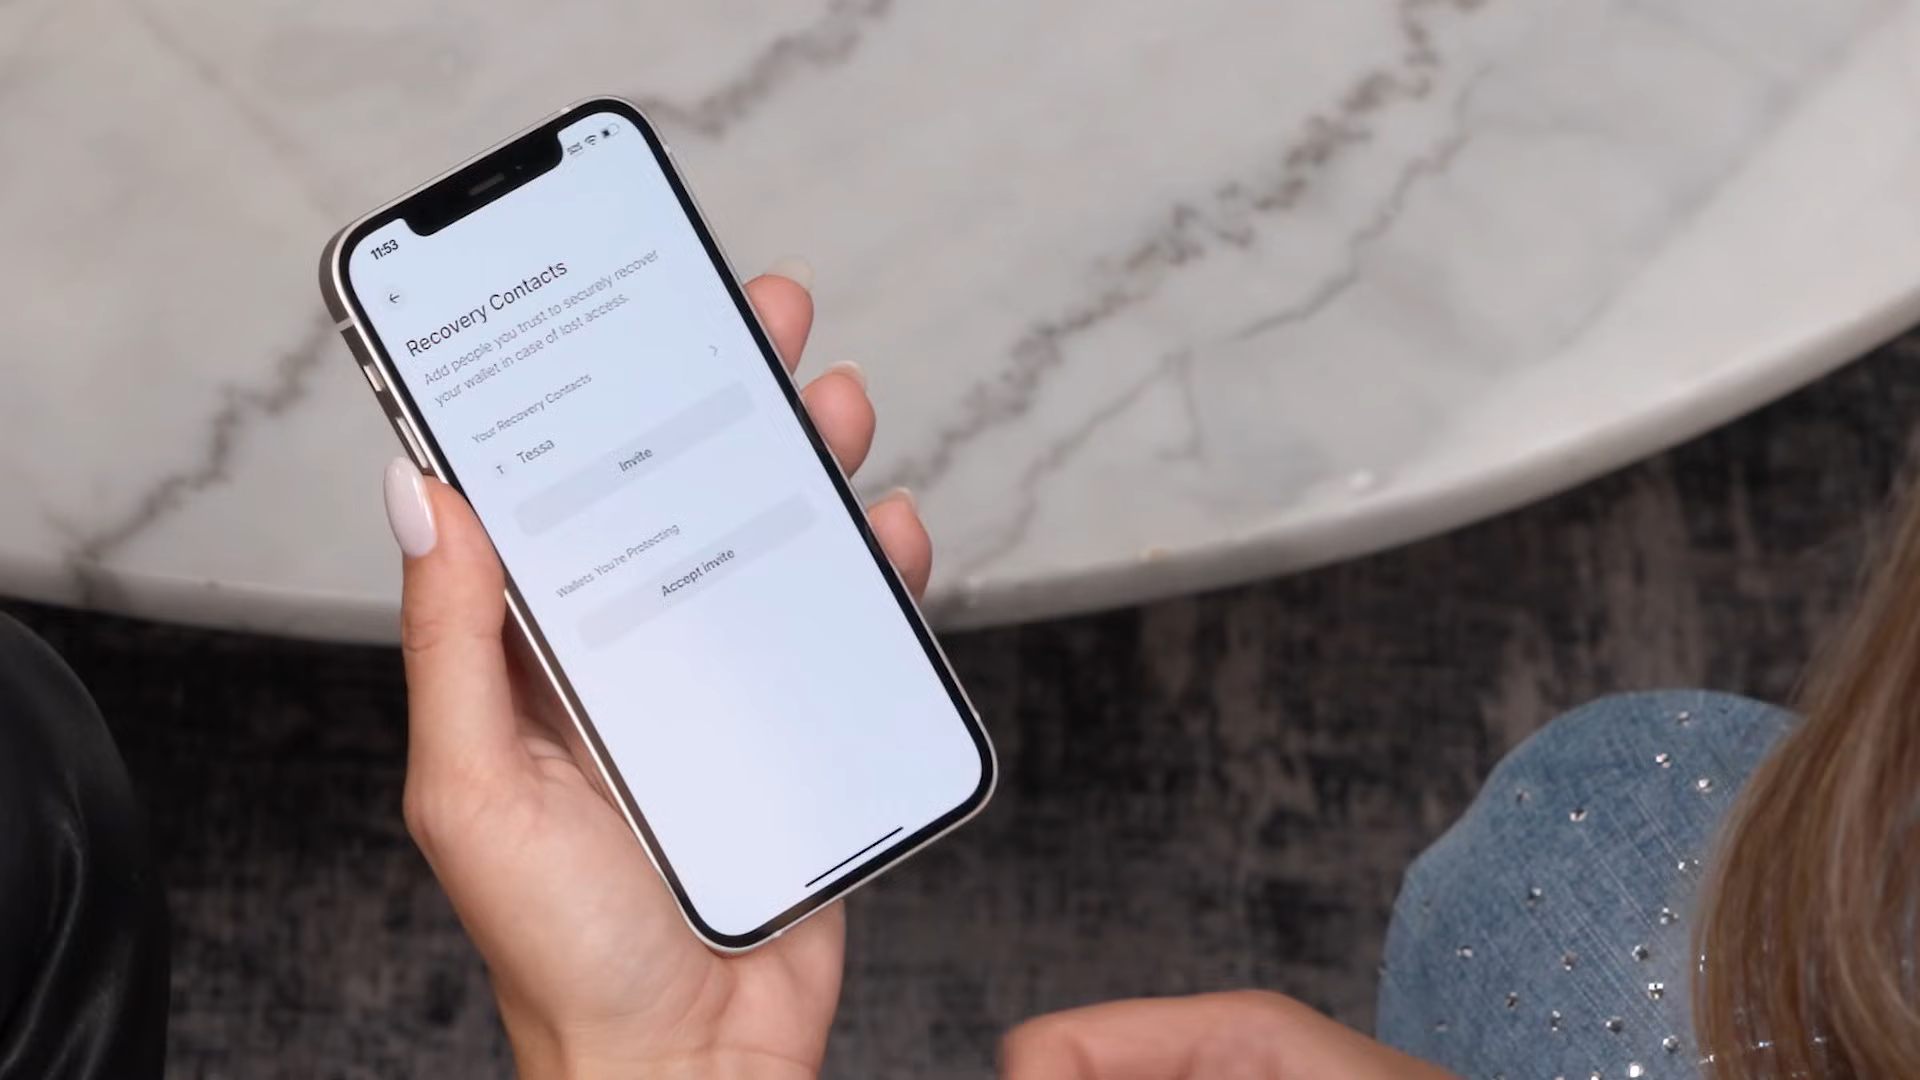 11:53
Recovery Contacts
Add people you trust to securely recover
your wallet in case of lost access.
Your Recovery Contacts
T Tessa
Invite
Wallets You're Protecting
Accept invite